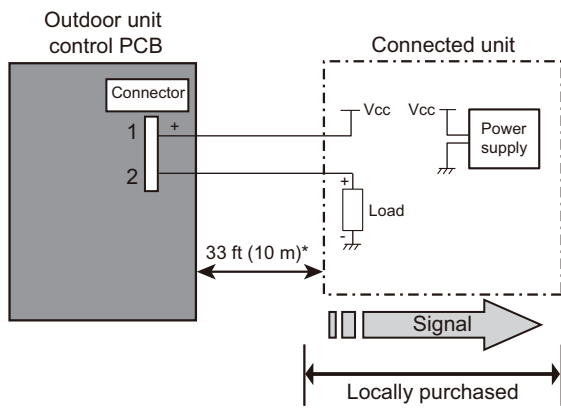 Outdoor unit
control PCB
Connected unit
Connector
1
+
2
Vcc
Vcc
Power
supply
+
Load
-
33 ft (10 m)*
Signal
Locally purchased